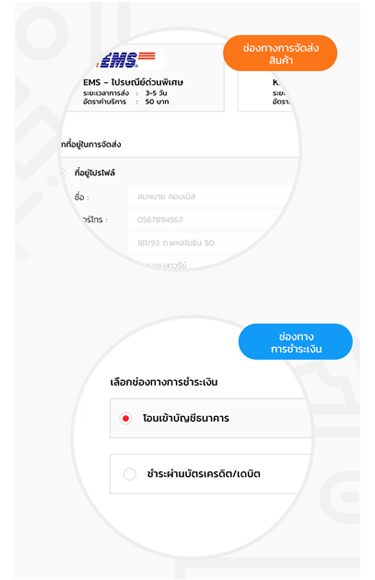 ช่องทางการจัดส่ง
สินค้า
EMS
EMS - ไปรษณีย์ด่วนพิเศษ
ระยะเวลาการส่ง : 3-5 วัน
อัตราค่าบริการ : 50 บาท
K
ระยะ
อัตรา
กที่อยู่ในการจัดส่ง
ที่อยู่โปรไฟล์
ชื่อ :
สมหมาย คอมเม้ส
อร์โทร :
0567894567
181/93 ถ.พหลโยธิน 50
ช่องทาง
การชำระเงิน
เลือกช่องทางการชำระเงิน
โอนเข้าบัญชีธนาคาร
ชำระผ่านบัตรเครดิต/เดบิต